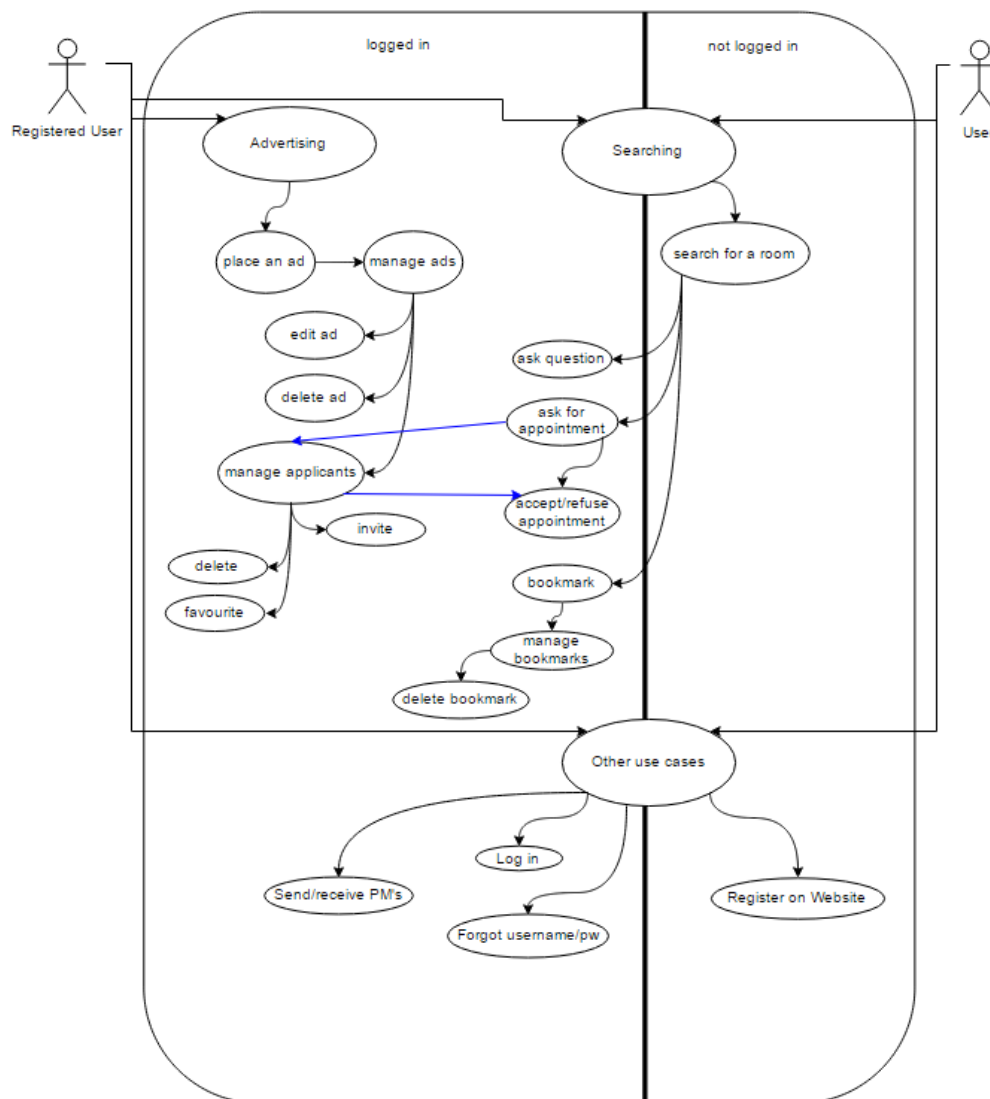 logged in
not logged in
Registered User
User
Advertising
Searching
place an ad
manage ads
search for a room
edit ad
ask question
delete ad
ask for
appointment
manage applicants
accept/refuse
appointment
invite
delete
bookmark
favourite
manage
bookmarks
delete bookmark
Other use cases
Log in
Send/receive PM's
Register on Website
Forgot username/pw